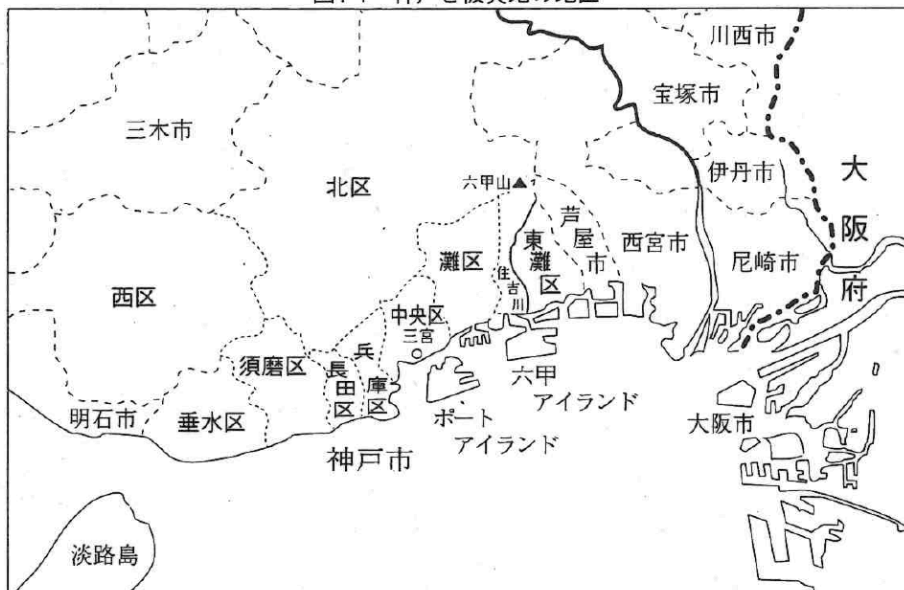 川西市
宝塚市
三木市
伊丹市
大阪府
六甲山
北区
芦屋市
西宮市
東灘区
灘区
住吉川
尼崎市
西区
中央区
三宮
兵庫区
須磨区
長田区
六甲
アイランド
ポート
アイランド
大阪市
明石市
垂水区
神戸市
淡路島